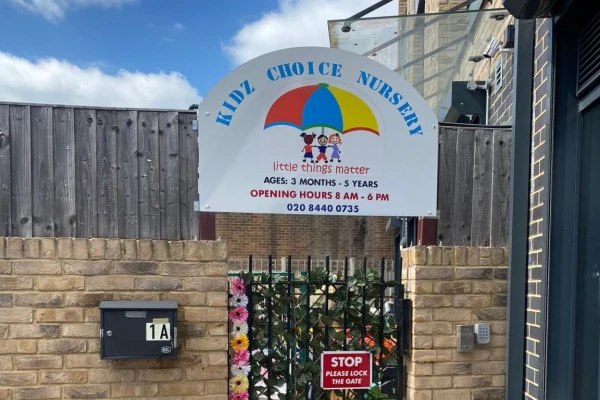 KIDZ CHOICE NURSERY
little things matter
AGES: 3 MONTHS - 5 YEARS
OPENING HOURS 8 AM - 6 PM
020 8440 0735
1A
STOP
PLEASE LOCK
THE GATE